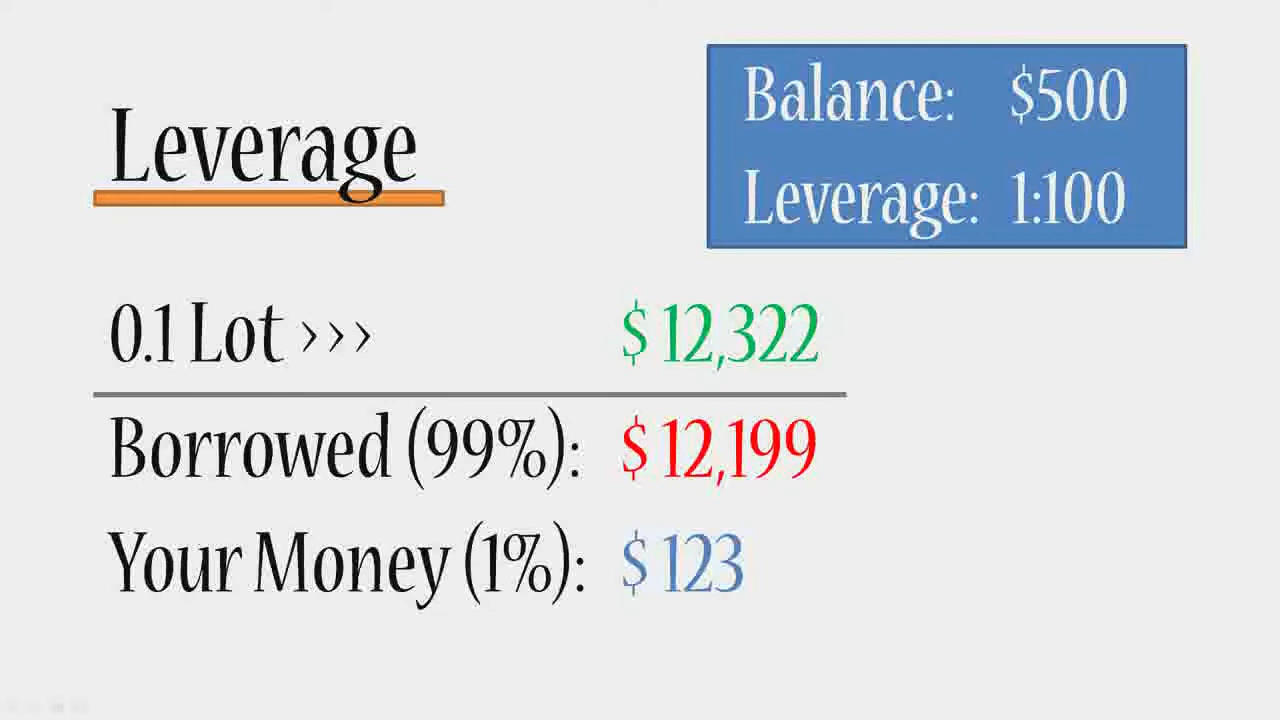 Leverage
Balance: $500
Leverage: 1:100
0.1 Lot >>> $ 12,322
Borrowed (99%): $ 12,199
Your Money (1%): $ 123